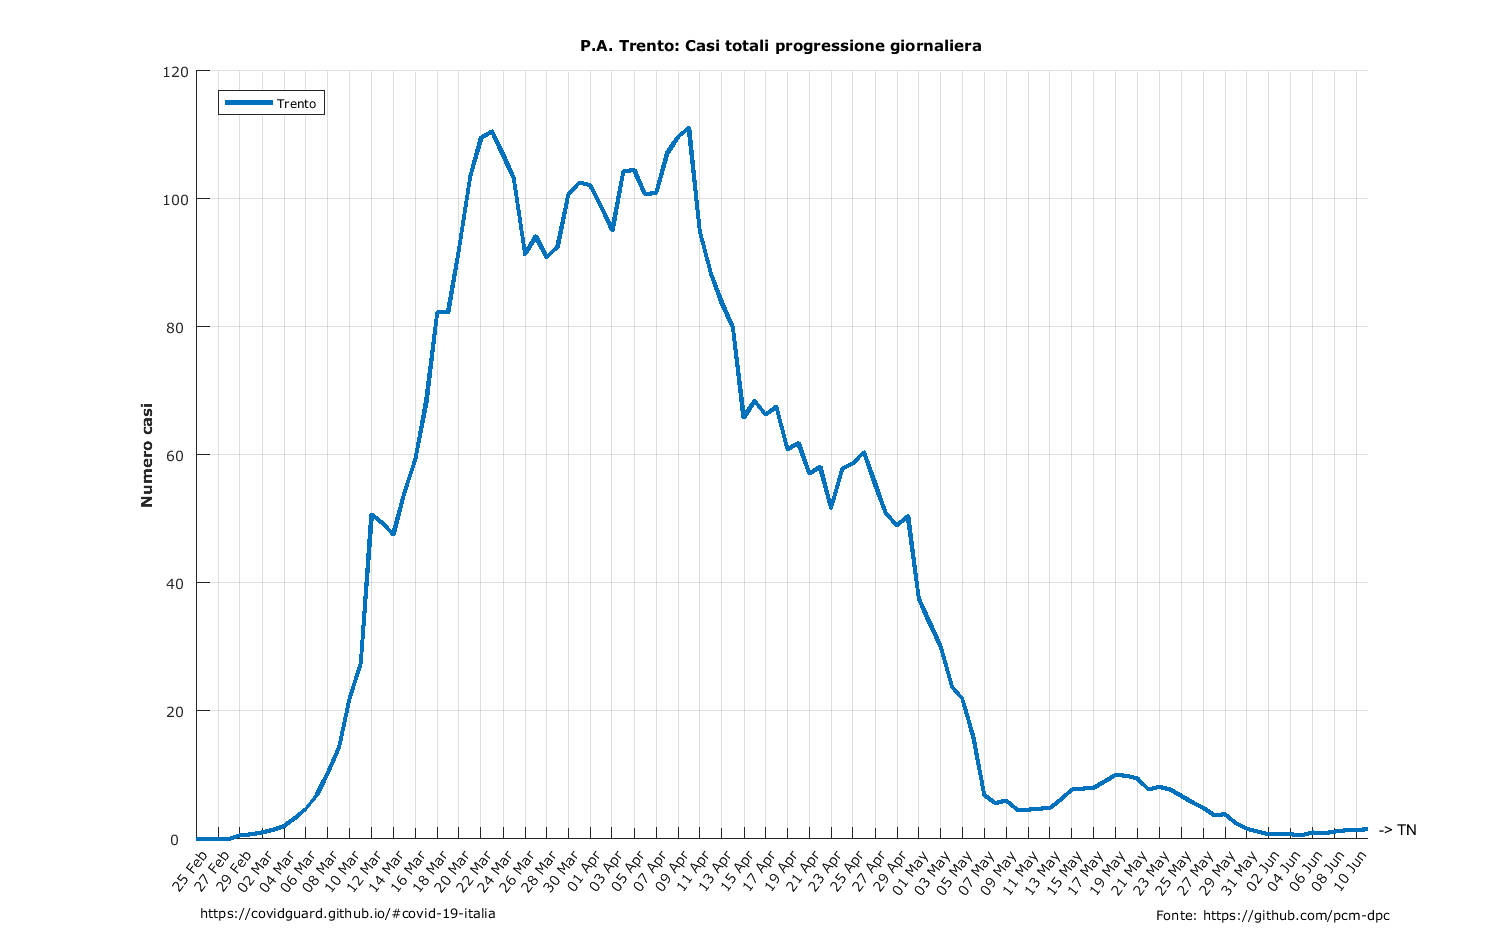 P.A. Trento: Casi totali progressione giornaliera
Trento
Numero casi
120
100
80
60
40
20
0
25 Feb
27 Feb
29 Feb
02 Mar
04 Mar
06 Mar
08 Mar
10 Mar
12 Mar
14 Mar
16 Mar
18 Mar
20 Mar
22 Mar
24 Mar
26 Mar
28 Mar
30 Mar
01 Apr
03 Apr
05 Apr
07 Apr
09 Apr
11 Apr
13 Apr
15 Apr
17 Apr
19 Apr
21 Apr
23 Apr
25 Apr
27 Apr
29 Apr
01 May
03 May
05 May
07 May
09 May
11 May
13 May
15 May
17 May
19 May
21 May
23 May
25 May
27 May
29 May
31 May
02 Jun
04 Jun
06 Jun
08 Jun
10 Jun
-> TN
https://covidguard.github.io/#covid-19-italia
Fonte: https://github.com/pcm-dpc